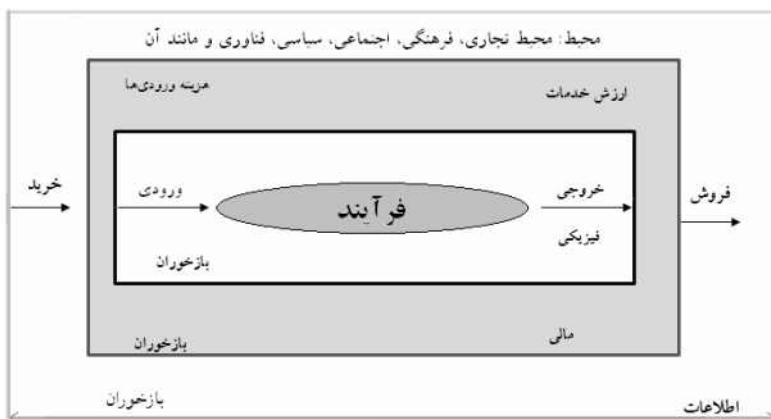 محیط: محیط تجاری، فرهنگی، اجتماعی، سیاسی، فناوری و مانند آن
ارزش خدمات
هزینه ورودی‌ها
خرید
ورودی
فرآیند
خروجی
فروش
فیزیکی
بازخوران
مالی
بازخوران
اطلاعات
بازخوران